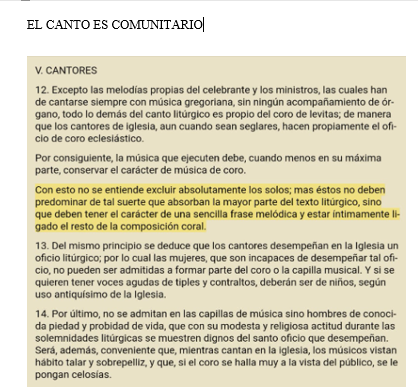 EL CANTO ES COMUNITARIO
V. CANTORES
12. Excepto las melodías propias del celebrante y los ministros, las cuales han
de cantarse siempre con música gregoriana, sin ningún acompañamiento de ór-
gano, todo lo demás del canto litúrgico es propio del coro de levitas; de manera
que los cantores de iglesia, aun cuando sean seglares, hacen propiamente el ofi-
cio de coro eclesiástico.
Por consiguiente, la música que ejecuten debe, cuando menos en su máxima
parte, conservar el carácter de música de coro.
Con esto no se entiende excluir absolutamente los solos; mas éstos no deben
predominar de tal suerte que absorban la mayor parte del texto litúrgico, sino
que deben tener el carácter de una sencilla frase melódica y estar íntimamente li-
gado el resto de la composición coral.
13. Del mismo principio se deduce que los cantores desempeñan en la Iglesia un
oficio litúrgico; por lo cual las mujeres, que son incapaces de desempeñar tal ofi-
cio, no pueden ser admitidas a formar parte del coro o la capilla musical. Y si se
quieren tener voces agudas de tiples y contraltos, deberán ser de niños, según
uso antiquísimo de la Iglesia.
14. Por último, no se admitan en las capillas de música sino hombres de conoci-
da piedad y probidad de vida, que con su modesta y religiosa actitud durante las
solemnidades litúrgicas se muestren dignos del santo oficio que desempeñan.
Será, además, conveniente que, mientras cantan en la iglesia, los músicos vistan
hábito talar y sobrepelliz, y que, si el coro se halla muy a la vista del público, se le
pongan celosías.